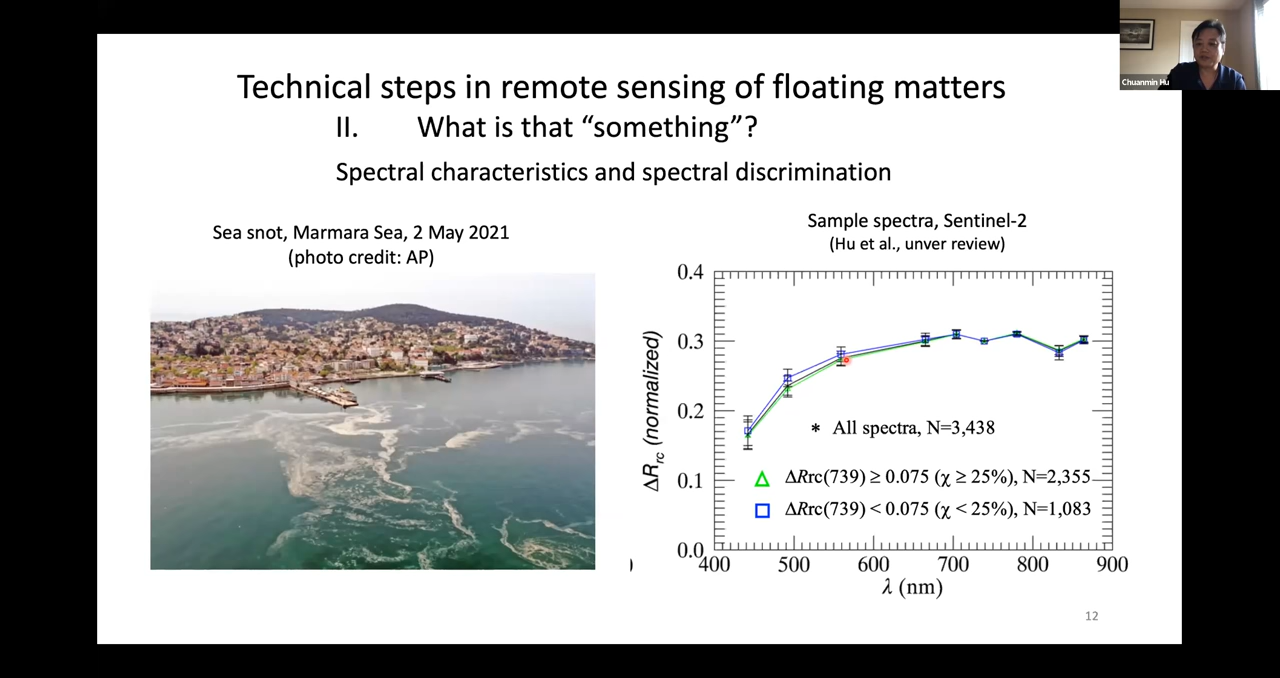 Chuanmin Hu
Technical steps in remote sensing of floating matters
II. What is that “something”?
Spectral characteristics and spectral discrimination
Sea snot, Marmara Sea, 2 May 2021
(photo credit: AP)
Sample spectra, Sentinel-2
(Hu et al., unver review)
0.4
0.3
0.2
0.1
0.0
ΔRrc (normalized)
* All spectra, N=3,438
ΔRrc(739) ≥ 0.075 (χ ≥ 25%), N=2,355
ΔRrc(739) < 0.075 (χ < 25%), N=1,083
400 500 600 700 800 900
λ (nm)
)
12